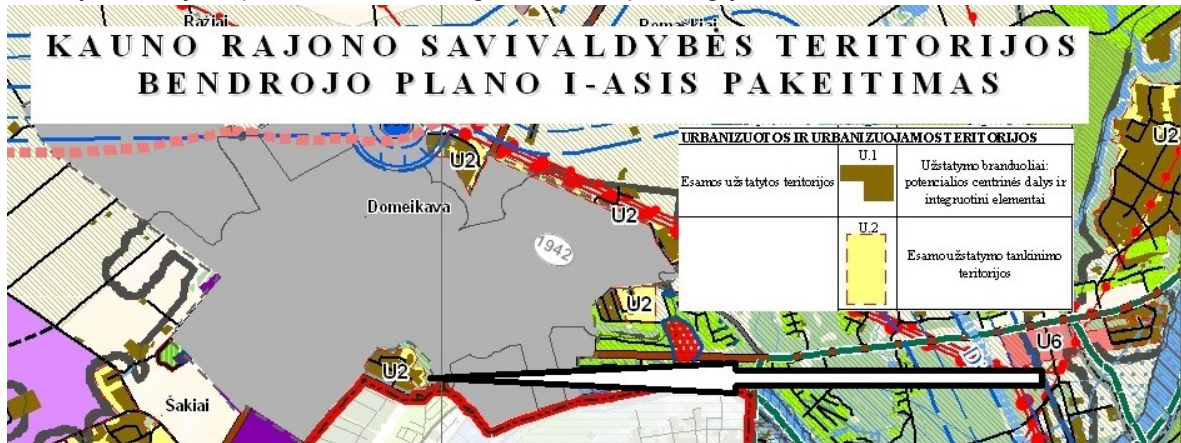 Ražiai
KAUNO RAJONO SAVIVALDYBĖS TERITORIJOS
BENDROJO PLANO I-ASIS PAKEITIMAS
URBANIZUOTOS IR URBANIZUOJAMOS TERITORIJOS
Esamos užstatytos teritorijos
U.1
Užstatymo branduoliai:
potencialios centrinės dalys ir
integruotini elementai
U.2
Esamo užstatymo tankinimo
teritorijos
U2
U2
Domeikava
U2
1942
U2
U6
U2
Šakiai